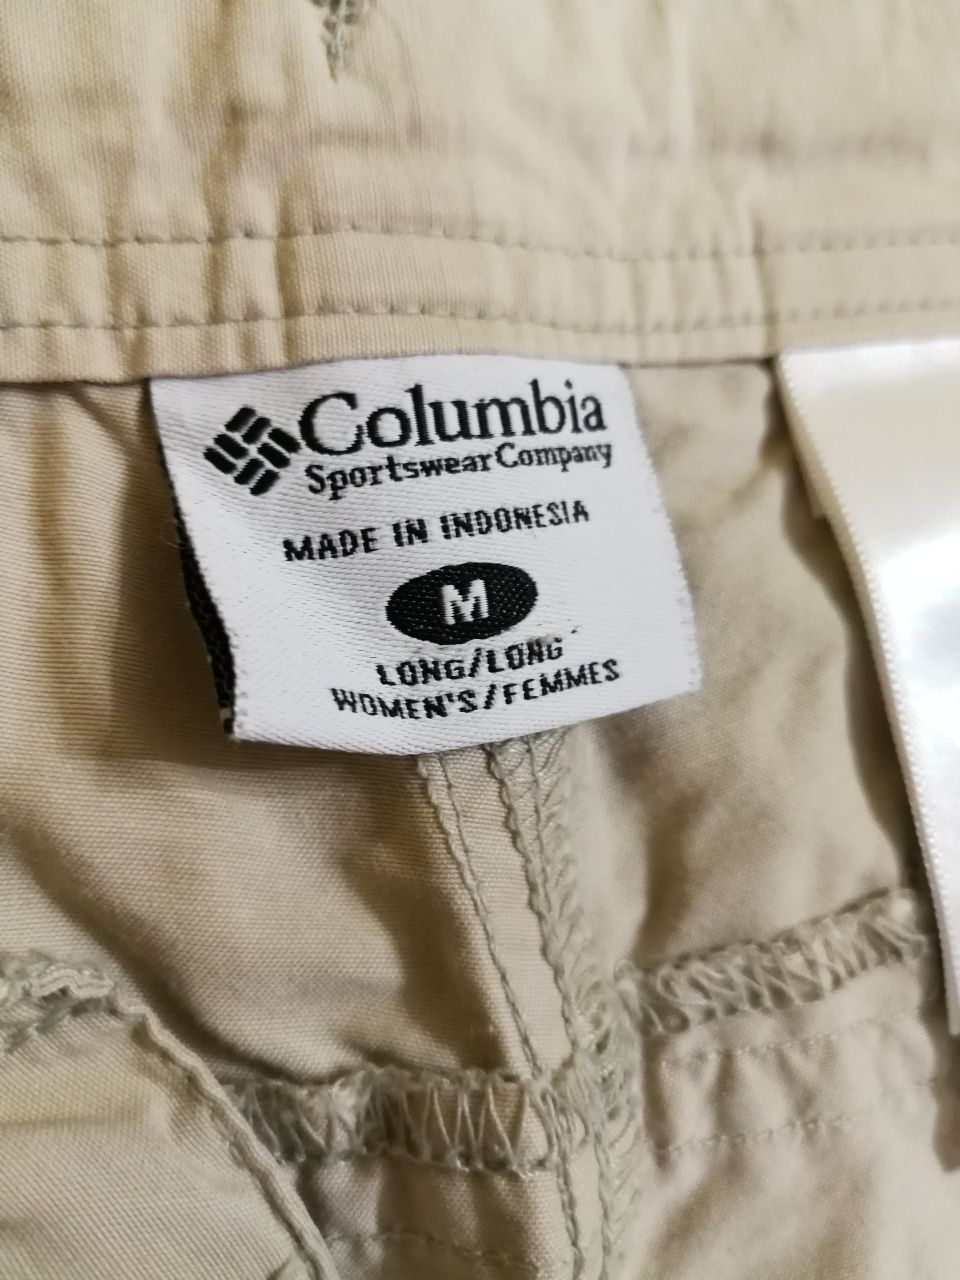 Columbia
Sportswear Company
MADE IN INDONESIA
M
LONG/LONG
WOMEN'S/FEMMES